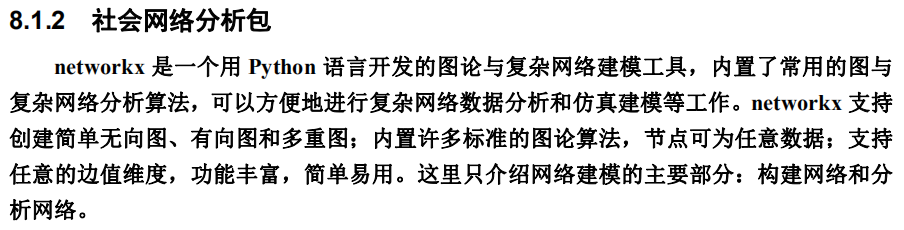 8.1.2 社会网络分析包
networkx 是一个用 Python 语言开发的图论与复杂网络建模工具，内置了常用的图与
复杂网络分析算法，可以方便地进行复杂网络数据分析和仿真建模等工作。networkx 支持
创建简单无向图、有向图和多重图；内置许多标准的图论算法，节点可为任意数据；支持
任意的边值维度，功能丰富，简单易用。这里只介绍网络建模的主要部分：构建网络和分
析网络。